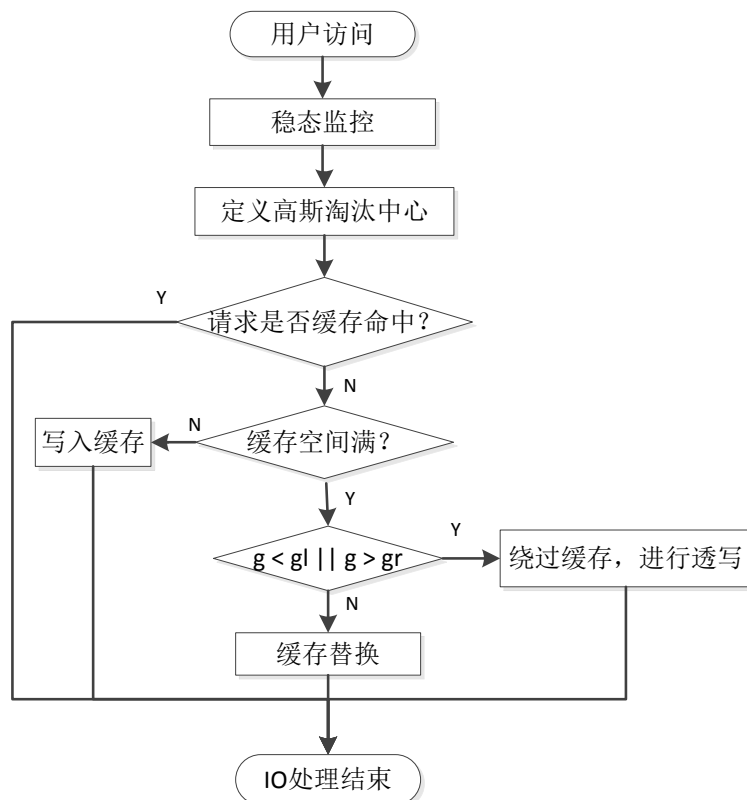 用户访问
稳态监控
定义高斯淘汰中心
Y
请求是否缓存命中？
N
N
写入缓存
缓存空间满？
Y
Y
g < gl || g > gr
绕过缓存，进行透写
N
缓存替换
IO处理结束